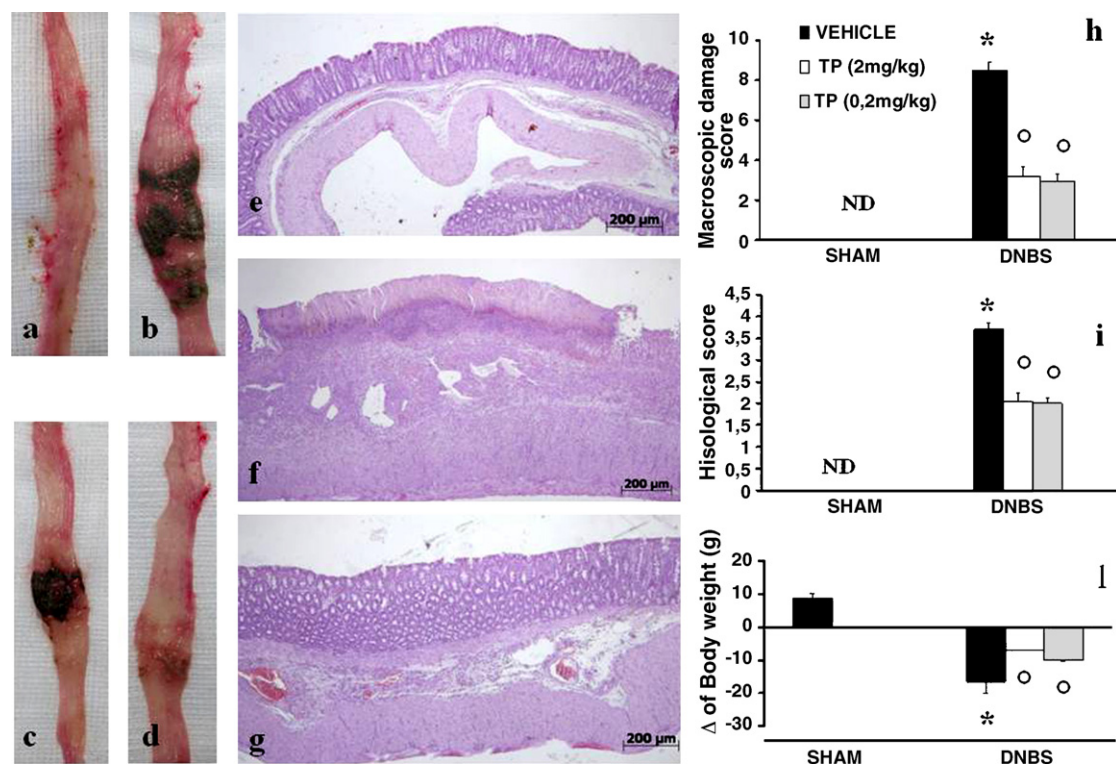 a
b
c
d
e
200 µm
f
200 µm
g
200 µm
h
VEHICLE
TP (2mg/kg)
TP (0,2mg/kg)
Macroscopic damage
score
10
8
6
4
2
0
*
ND
SHAM
DNBS
i
Hisological score
4,5
4
3,5
3
2,5
2
1,5
1
0,5
0
*
ND
SHAM
DNBS
l
Δ of Body weight (g)
20
10
0
-10
-20
-30
*
SHAM
DNBS